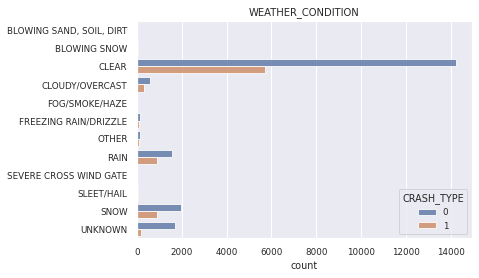 WEATHER_CONDITION
BLOWING SAND, SOIL, DIRT
BLOWING SNOW
CLEAR
CLOUDY/OVERCAST
FOG/SMOKE/HAZE
FREEZING RAIN/DRIZZLE
OTHER
RAIN
SEVERE CROSS WIND GATE
SLEET/HAIL
SNOW
UNKNOWN
CRASH_TYPE
0
1
0 2000 4000 6000 8000 10000 12000 14000
count